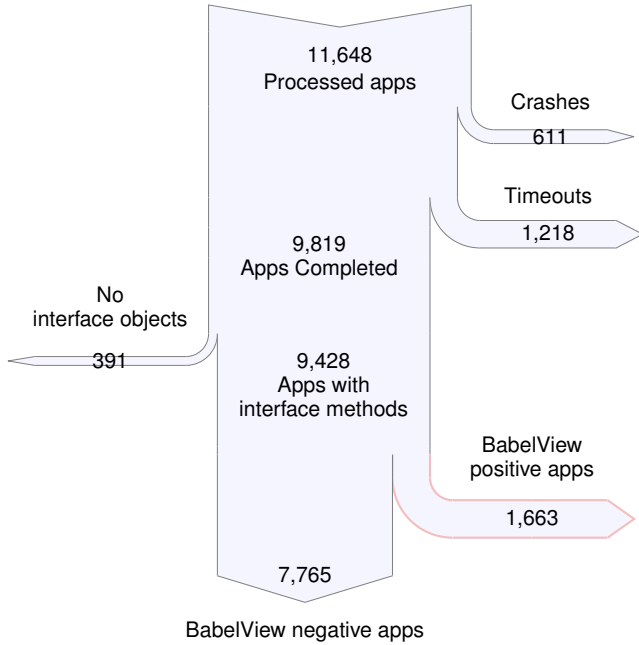 11,648
Processed apps
Crashes
611
Timeouts
1,218
9,819
Apps Completed
No
interface objects
391
9,428
Apps with
interface methods
BabelView
positive apps
1,663
7,765
BabelView negative apps